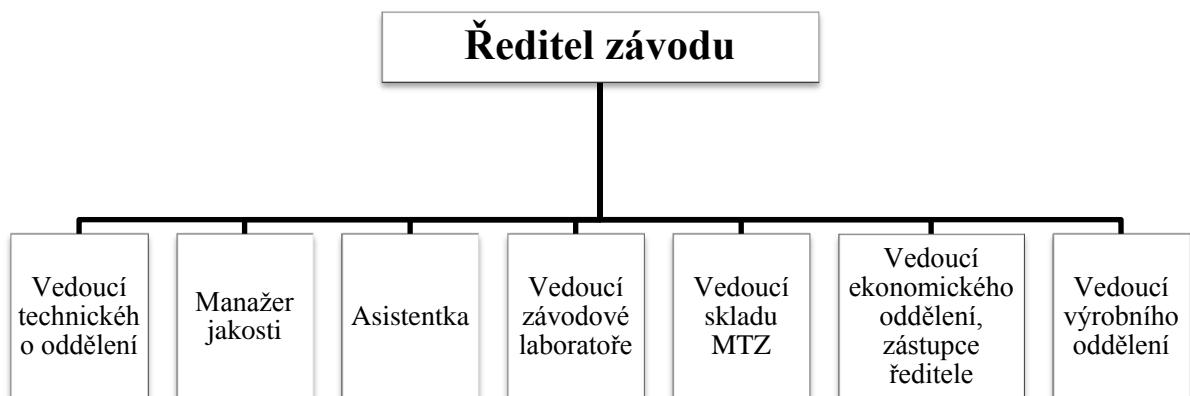 Ředitel závodu
Vedoucí
technickéh
o oddělení
Manažer
jakosti
Asistentka
Vedoucí
závodové
laboratoře
Vedoucí
skladu
MTZ
Vedoucí
ekonomického
oddělení,
zástupce
ředitele
Vedoucí
výrobního
oddělení